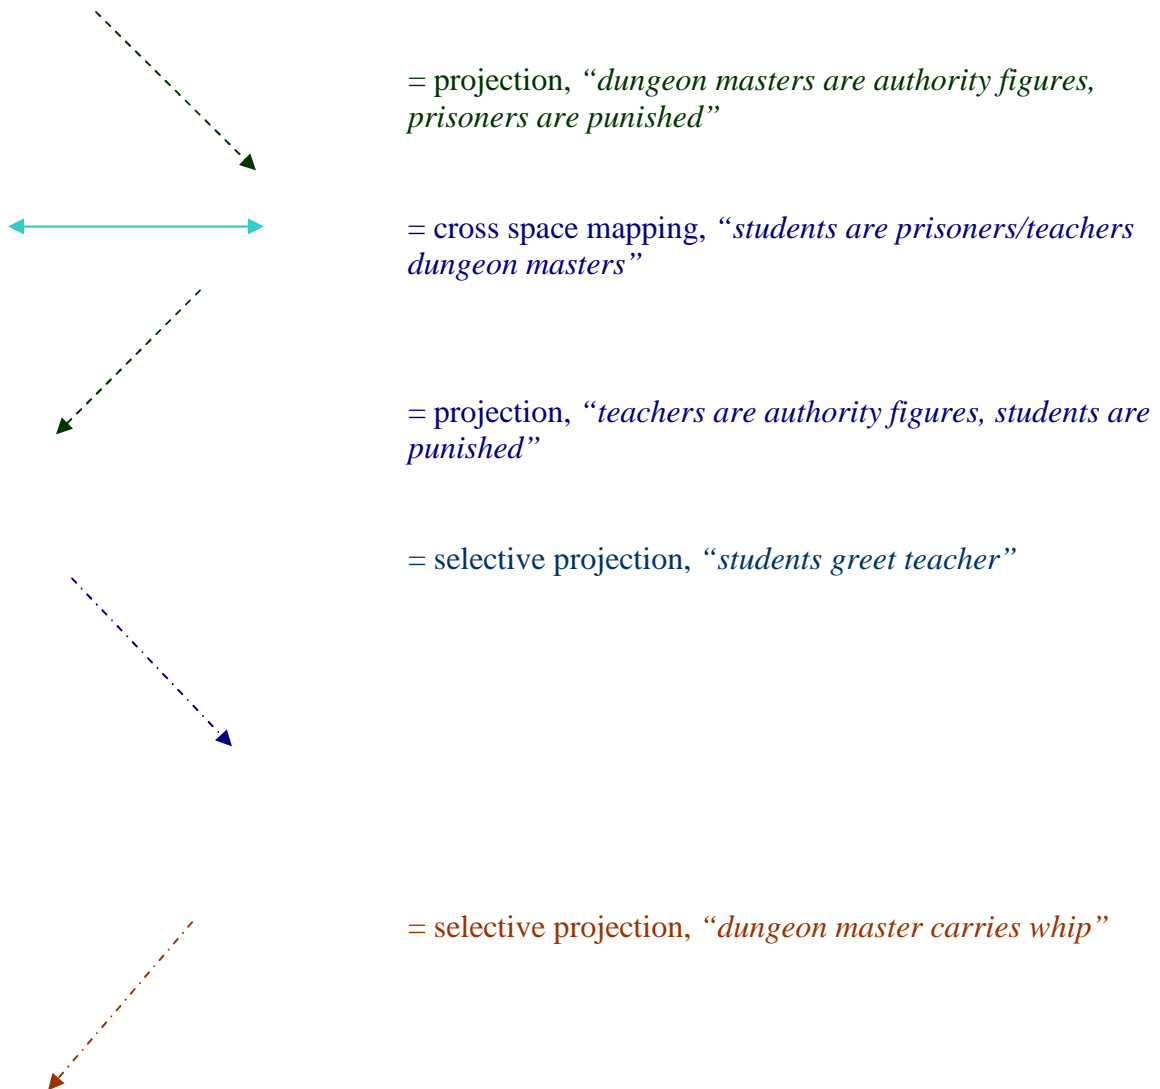 = projection, “dungeon masters are authority figures,
prisoners are punished”
= cross space mapping, “students are prisoners/teachers
dungeon masters”
= projection, “teachers are authority figures, students are
punished”
= selective projection, “students greet teacher”
= selective projection, “dungeon master carries whip”